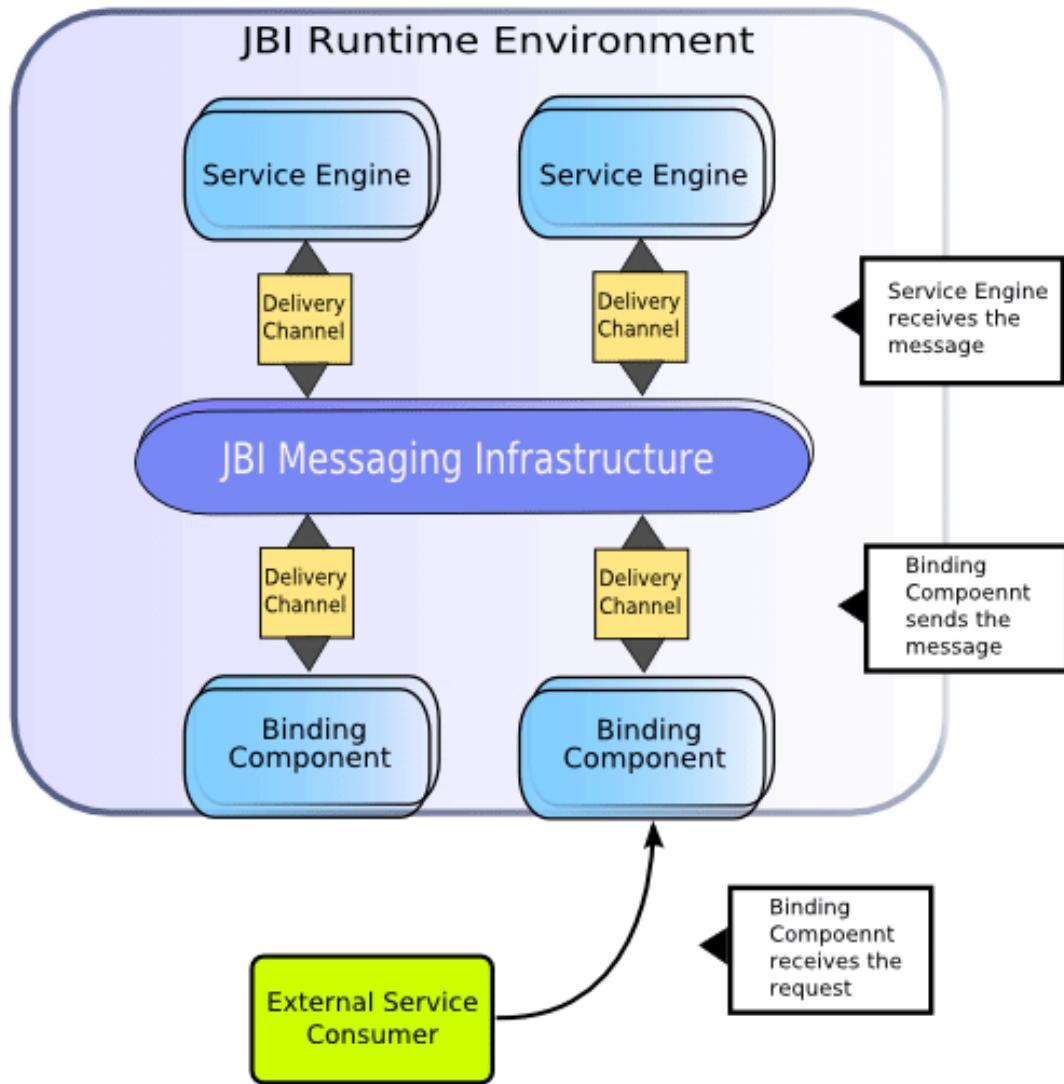 JBI Runtime Environment
Service Engine
Service Engine
Delivery
Channel
Delivery
Channel
Service Engine
receives the
message
JBI Messaging Infrastructure
Delivery
Channel
Delivery
Channel
Binding
Compoennt
sends the
message
Binding
Component
Binding
Component
Binding
Compoennt
receives the
request
External Service
Consumer